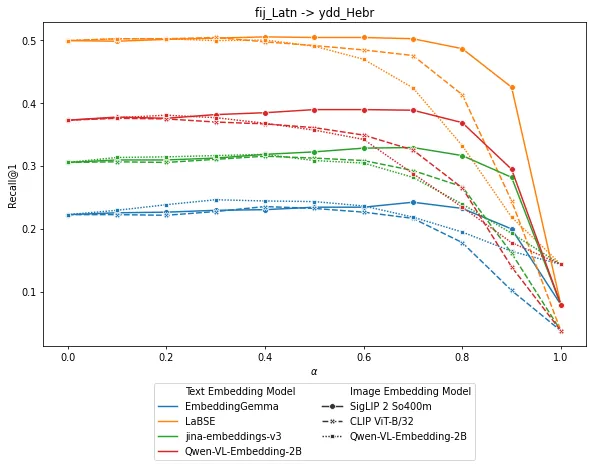 fij_Latn -> ydd_Hebr
Recall@1
0.5
0.4
0.3
0.2
0.1
0.0 0.2 0.4 0.6 0.8 1.0
α
Text Embedding Model Image Embedding Model
EmbeddingGemma SigLIP 2 So400m
LaBSE CLIP ViT-B/32
jina-embeddings-v3 Qwen-VL-Embedding-2B
Qwen-VL-Embedding-2B